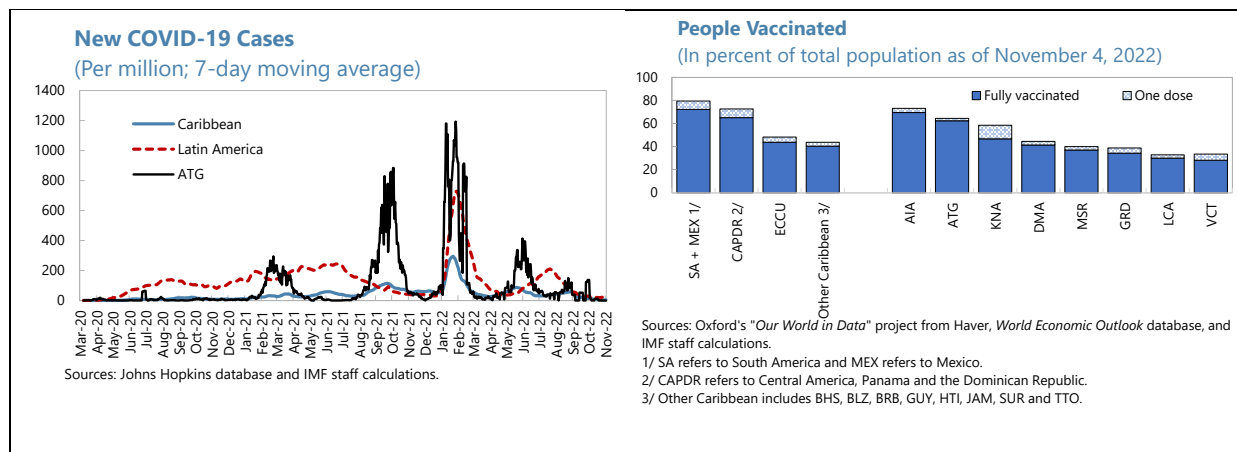 New COVID-19 Cases
(Per million; 7-day moving average)
1400
1200
1000
800
600
400
200
0
Caribbean
Latin America
ATG
Mar-20
Apr-20
May-20
Jun-20
Jul-20
Aug-20
Sep-20
Oct-20
Nov-20
Dec-20
Jan-21
Feb-21
Mar-21
Apr-21
May-21
Jun-21
Jul-21
Aug-21
Sep-21
Oct-21
Nov-21
Dec-21
Jan-22
Feb-22
Mar-22
Apr-22
May-22
Jun-22
Jul-22
Aug-22
Sep-22
Oct-22
Nov-22
Sources: Johns Hopkins database and IMF staff calculations.
People Vaccinated
(In percent of total population as of November 4, 2022)
100
80
60
40
20
0
Fully vaccinated
One dose
SA + MEX 1/
CAPDR 2/
ECCU
Other Caribbean 3/
AIA
ATG
KNA
DMA
MSR
GRD
LCA
VCT
Sources: Oxford's "Our World in Data" project from Haver, World Economic Outlook database, and
IMF staff calculations.
1/ SA refers to South America and MEX refers to Mexico.
2/ CAPDR refers to Central America, Panama and the Dominican Republic.
3/ Other Caribbean includes BHS, BLZ, BRB, GUY, HTI, JAM, SUR and TTO.